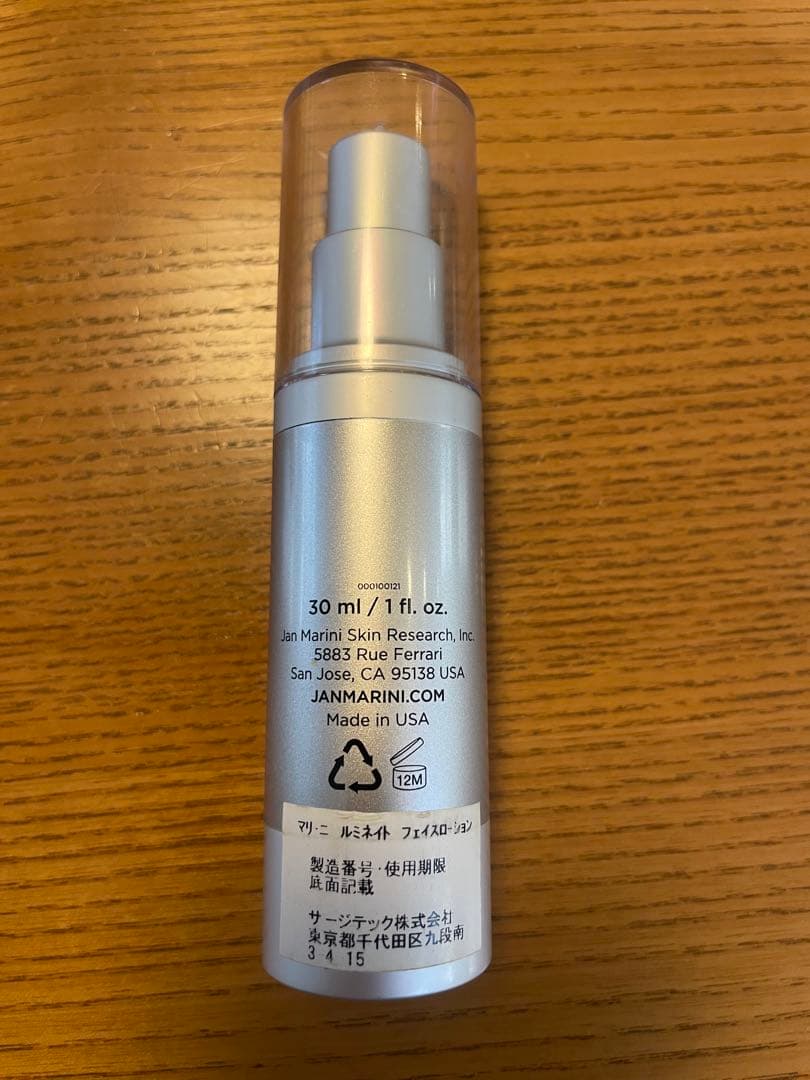 000100121
30 ml / 1 fl. oz.
Jan Marini Skin Research, Inc.
5883 Rue Ferrari
San Jose, CA 95138 USA
JANMARINI.COM
Made in USA
12M
マリ・ニ ルミネイト フェイスローション
製造番号・使用期限
底面記載
サージテック株式会社
東京都千代田区九段南
3 4 15